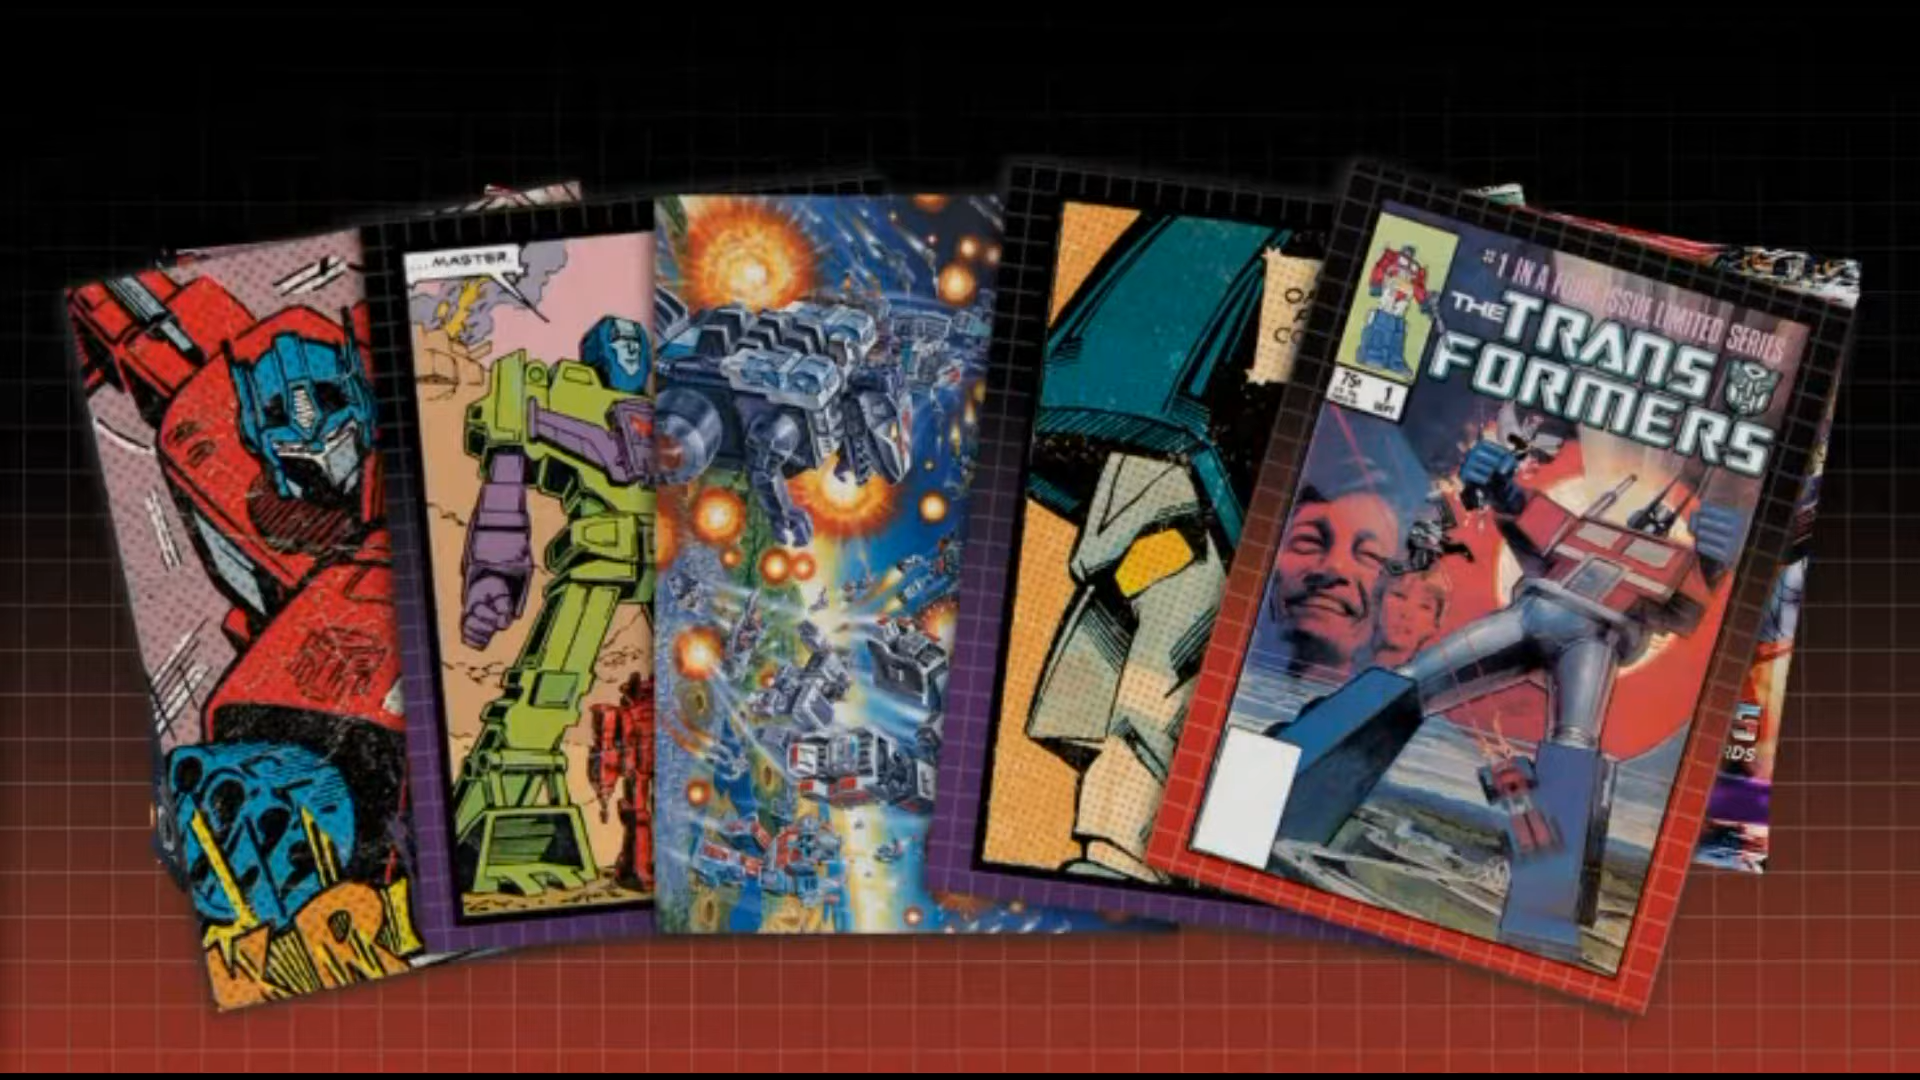 ...MASTER.
#1 IN A FOUR ISSUE LIMITED SERIES
THE TRANS
FORMERS
75¢
1
SEPT